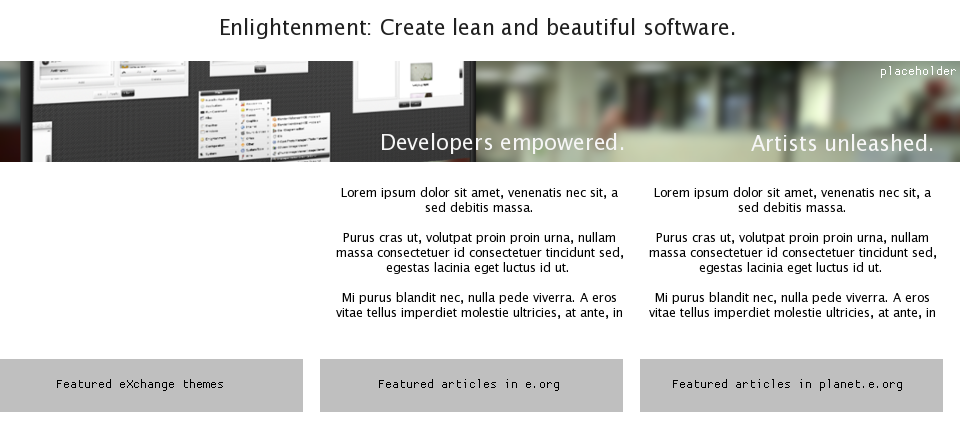 Enlightenment: Create lean and beautiful software.
placeholder
Developers empowered.
Artists unleashed.
Lorem ipsum dolor sit amet, venenatis nec sit, a
sed debitis massa.
Purus cras ut, volutpat proin proin urna, nullam
massa consectetuer id consectetuer tincidunt sed,
egestas lacinia eget luctus id ut.
Mi purus blandit nec, nulla pede viverra. A eros
vitae tellus imperdiet molestie ultricies, at ante, in
Lorem ipsum dolor sit amet, venenatis nec sit, a
sed debitis massa.
Purus cras ut, volutpat proin proin urna, nullam
massa consectetuer id consectetuer tincidunt sed,
egestas lacinia eget luctus id ut.
Mi purus blandit nec, nulla pede viverra. A eros
vitae tellus imperdiet molestie ultricies, at ante, in
Featured eXchange themes
Featured articles in e.org
Featured articles in planet.e.org